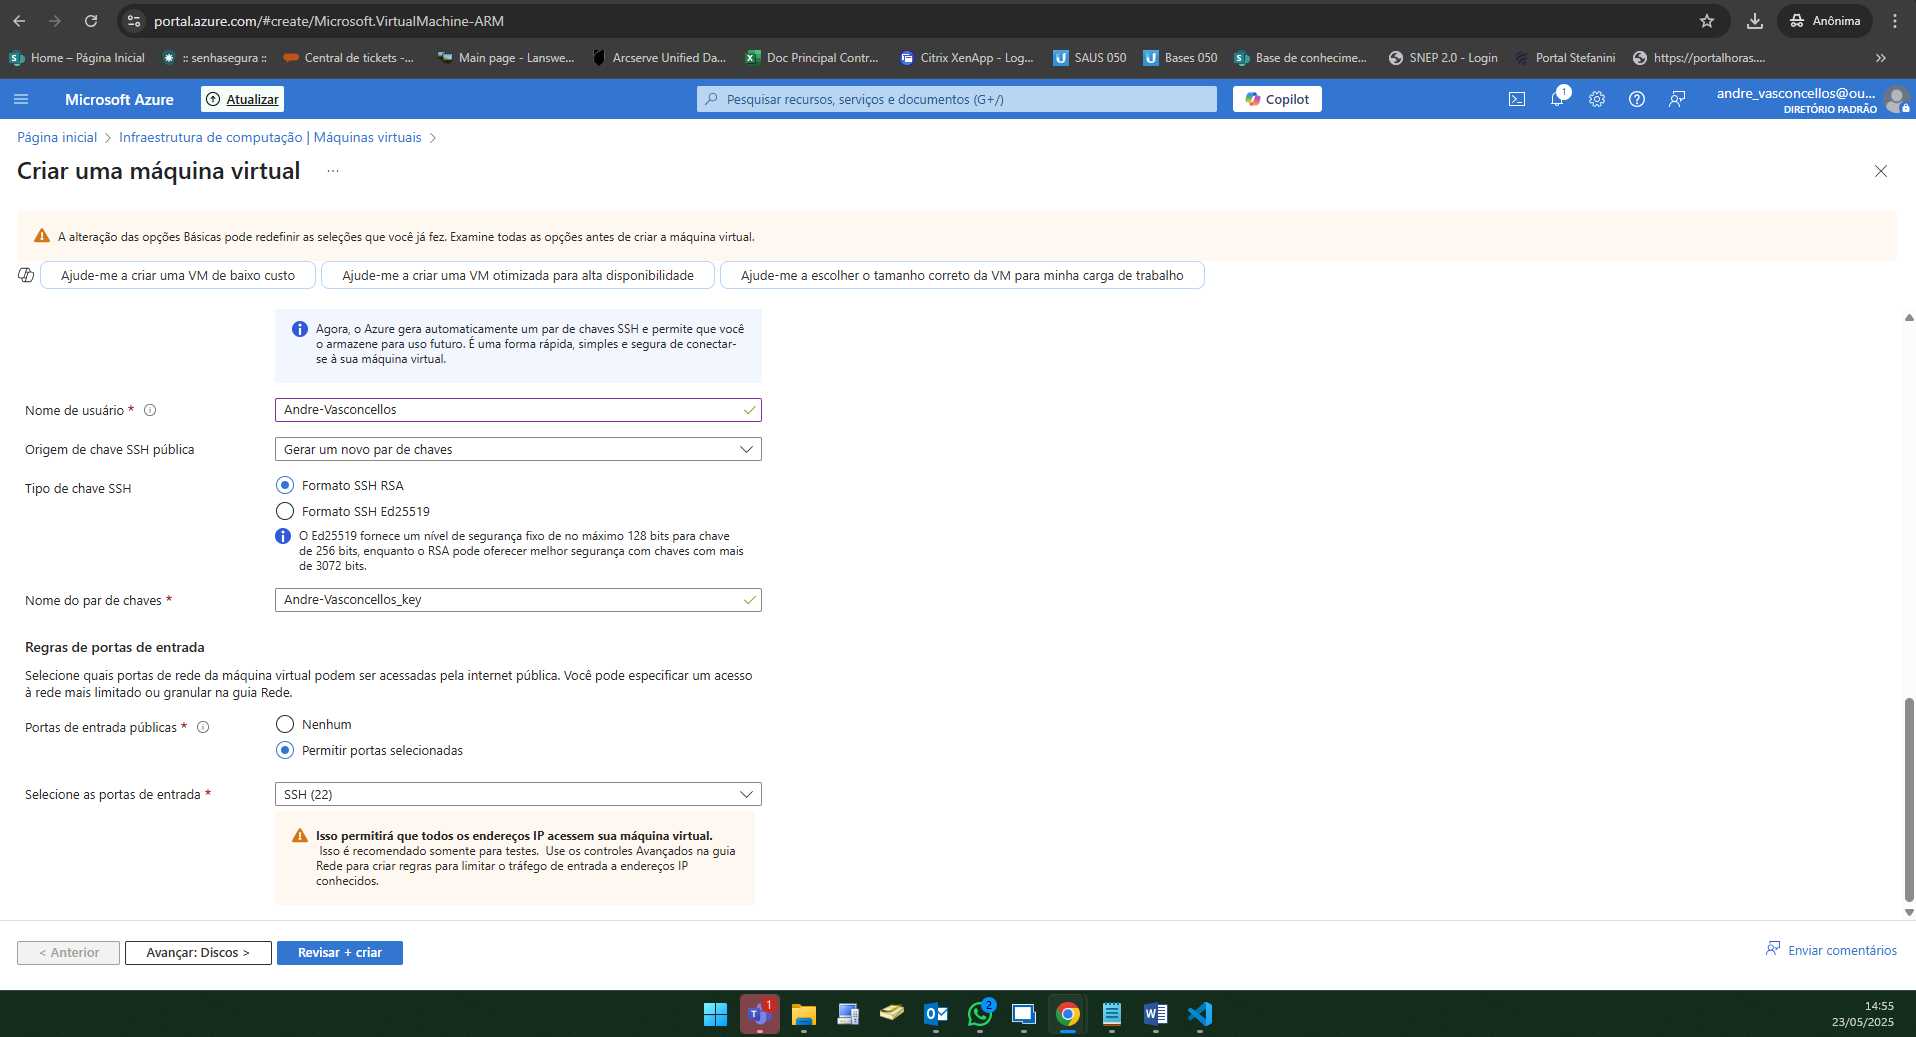 portal.azure.com/#create/Microsoft.VirtualMachine-ARM
Anônima
Home – Página Inicial
:: senhasegura ::
Central de tickets -...
Main page - Lanswe...
Arcserve Unified Da...
Doc Principal Contr...
Citrix XenApp - Log...
SAUS 050
Bases 050
Base de conhecime...
SNEP 2.0 - Login
Portal Stefanini
https://portalhoras....
Microsoft Azure
Atualizar
Pesquisar recursos, serviços e documentos (G+/)
Copilot
1
andre_vasconcellos@ou...
DIRETÓRIO PADRÃO
Página inicial > Infraestrutura de computação | Máquinas virtuais >
Criar uma máquina virtual ...
A alteração das opções Básicas pode redefinir as seleções que você já fez. Examine todas as opções antes de criar a máquina virtual.
Ajude-me a criar uma VM de baixo custo
Ajude-me a criar uma VM otimizada para alta disponibilidade
Ajude-me a escolher o tamanho correto da VM para minha carga de trabalho
Agora, o Azure gera automaticamente um par de chaves SSH e permite que você
o armazene para uso futuro. É uma forma rápida, simples e segura de conectar-
se à sua máquina virtual.
Nome de usuário *
Andre-Vasconcellos
Origem de chave SSH pública
Gerar um novo par de chaves
Tipo de chave SSH
Formato SSH RSA
Formato SSH Ed25519
O Ed25519 fornece um nível de segurança fixo de no máximo 128 bits para chave
de 256 bits, enquanto o RSA pode oferecer melhor segurança com chaves com mais
de 3072 bits.
Nome do par de chaves *
Andre-Vasconcellos_key
Regras de portas de entrada
Selecione quais portas de rede da máquina virtual podem ser acessadas pela internet pública. Você pode especificar um acesso
à rede mais limitado ou granular na guia Rede.
Portas de entrada públicas *
Nenhum
Permitir portas selecionadas
Selecione as portas de entrada *
SSH (22)
Isso permitirá que todos os endereços IP acessem sua máquina virtual.
Isso é recomendado somente para testes. Use os controles Avançados na guia
Rede para criar regras para limitar o tráfego de entrada a endereços IP
conhecidos.
< Anterior
Avançar: Discos >
Revisar + criar
Enviar comentários
1
2
14:55
23/05/2025